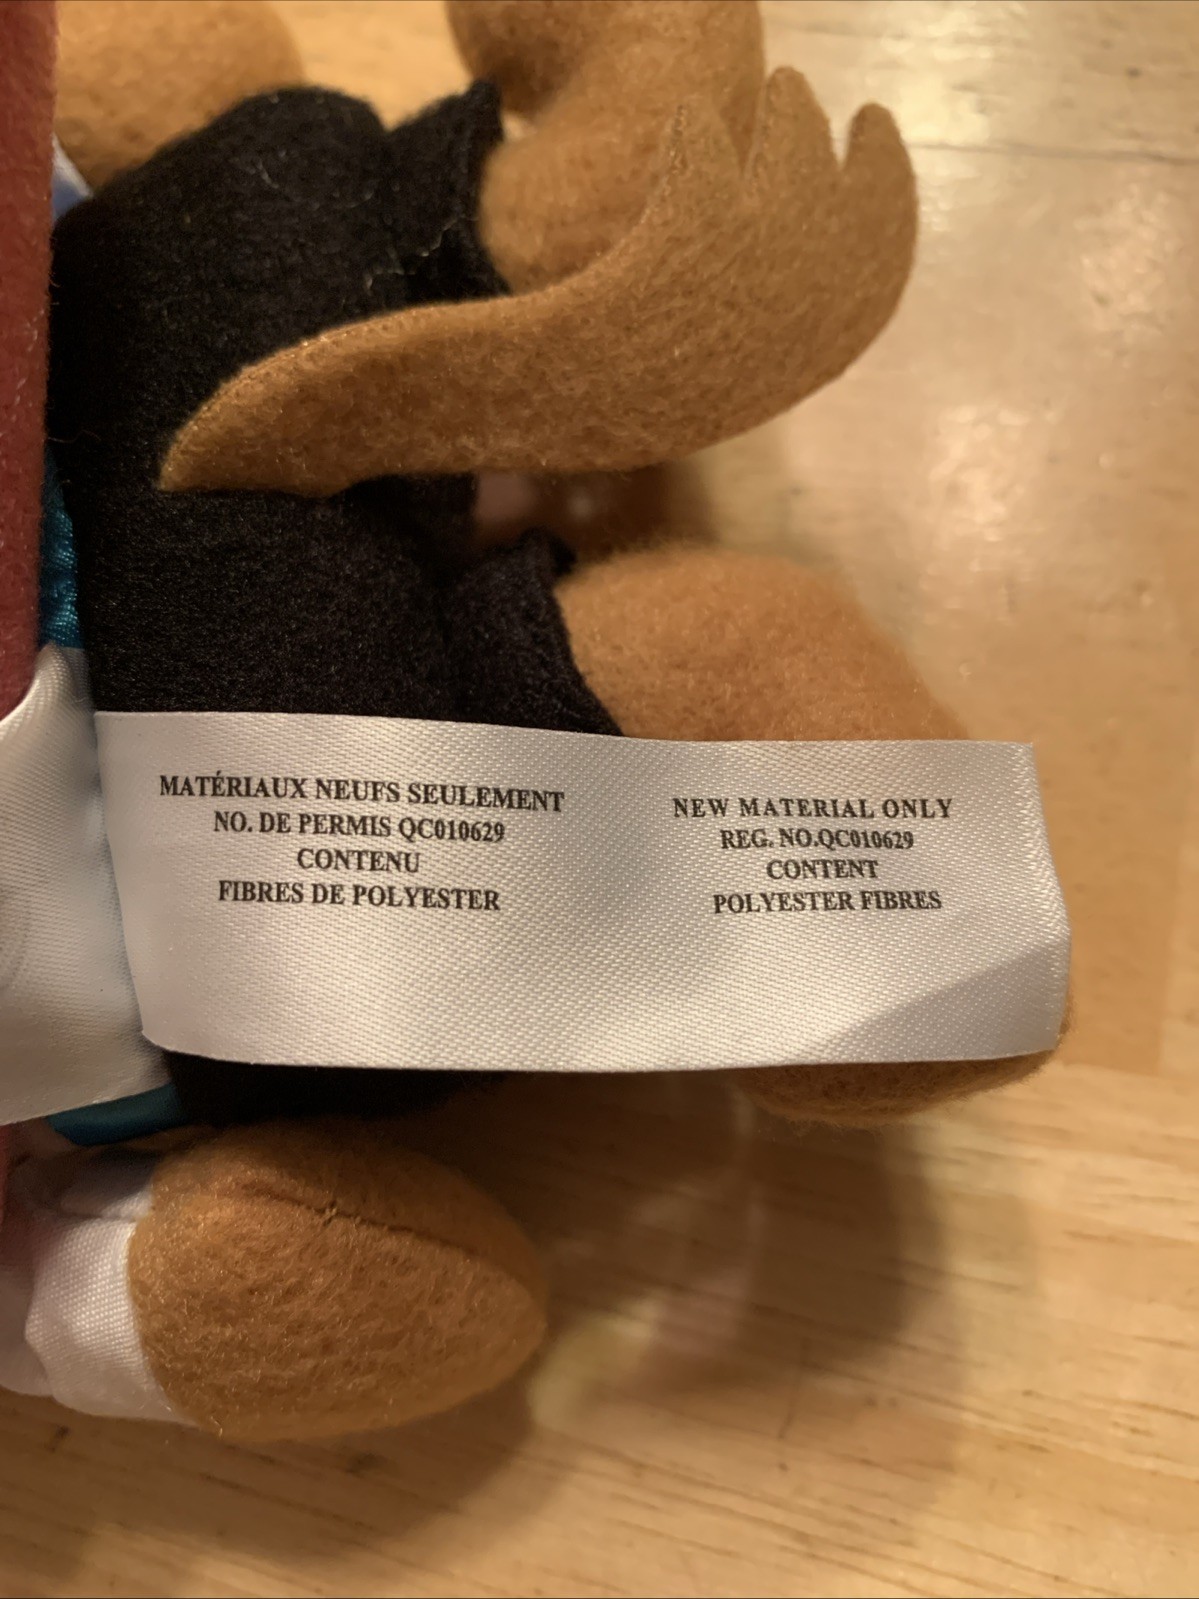 MATÉRIAUX NEUFS SEULEMENT
NO. DE PERMIS QC010629
CONTENU
FIBRES DE POLYESTER
NEW MATERIAL ONLY
REG. NO.QC010629
CONTENT
POLYESTER FIBRES